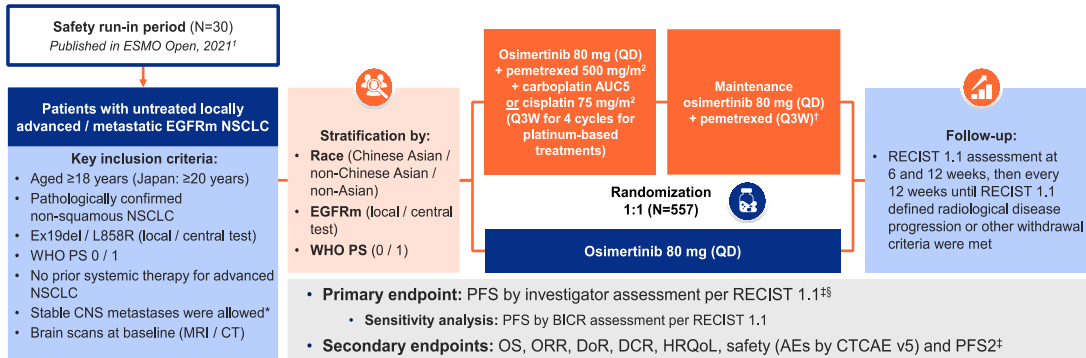 Safety run-in period (N=30)
Published in ESMO Open, 2021†
Patients with untreated locally
advanced / metastatic EGFRm NSCLC
Key inclusion criteria:
• Aged ≥18 years (Japan: ≥20 years)
• Pathologically confirmed
non-squamous NSCLC
• Ex19del / L858R (local / central test)
• WHO PS 0 / 1
• No prior systemic therapy for advanced
NSCLC
• Stable CNS metastases were allowed*
• Brain scans at baseline (MRI / CT)
Stratification by:
• Race (Chinese Asian /
non-Chinese Asian /
non-Asian)
• EGFRm (local / central
test)
• WHO PS (0 / 1)
Osimertinib 80 mg (QD)
+ pemetrexed 500 mg/m²
+ carboplatin AUC5
or cisplatin 75 mg/m²
(Q3W for 4 cycles for
platinum-based
treatments)
Maintenance
osimertinib 80 mg (QD)
+ pemetrexed (Q3W)†
Randomization
1:1 (N=557)
Osimertinib 80 mg (QD)
Follow-up:
• RECIST 1.1 assessment at
6 and 12 weeks, then every
12 weeks until RECIST 1.1
defined radiological disease
progression or other withdrawal
criteria were met
• Primary endpoint: PFS by investigator assessment per RECIST 1.1‡§
• Sensitivity analysis: PFS by BICR assessment per RECIST 1.1
• Secondary endpoints: OS, ORR, DoR, DCR, HRQoL, safety (AEs by CTCAE v5) and PFS2‡